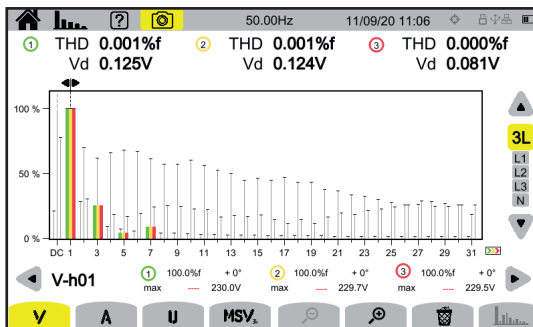 ? 50.00Hz 11/09/20 11:06
1 THD 0.001%f 2 THD 0.001%f 3 THD 0.000%f
Vd 0.125V Vd 0.124V Vd 0.081V
100 %
50 %
0 %
DC 1 3 5 7 9 11 13 15 17 19 21 23 25 27 29 31
3L
L1
L2
L3
N
V-h01 1 100.0%f + 0° 2 100.0%f + 0° 3 100.0%f + 0°
max ---- 230.0V max ---- 229.7V max ---- 229.5V
V A U MSV